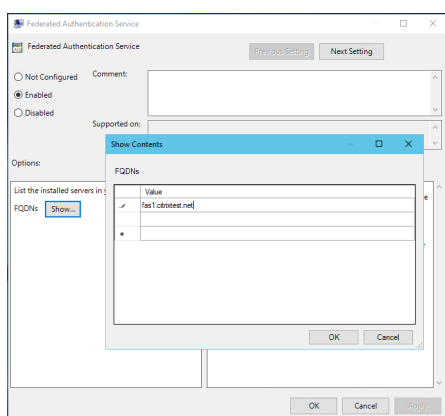 Federated Authentication Service
Federated Authentication Service
Previous Setting
Next Setting
Not Configured
Comment:
Enabled
Disabled
Supported on:
Options:
Show Contents
FQDNs
Value
fas1.citrixtest.net
List the installed servers in y
FQDNs
Show...
e
OK
Cancel
OK
Cancel
Apply